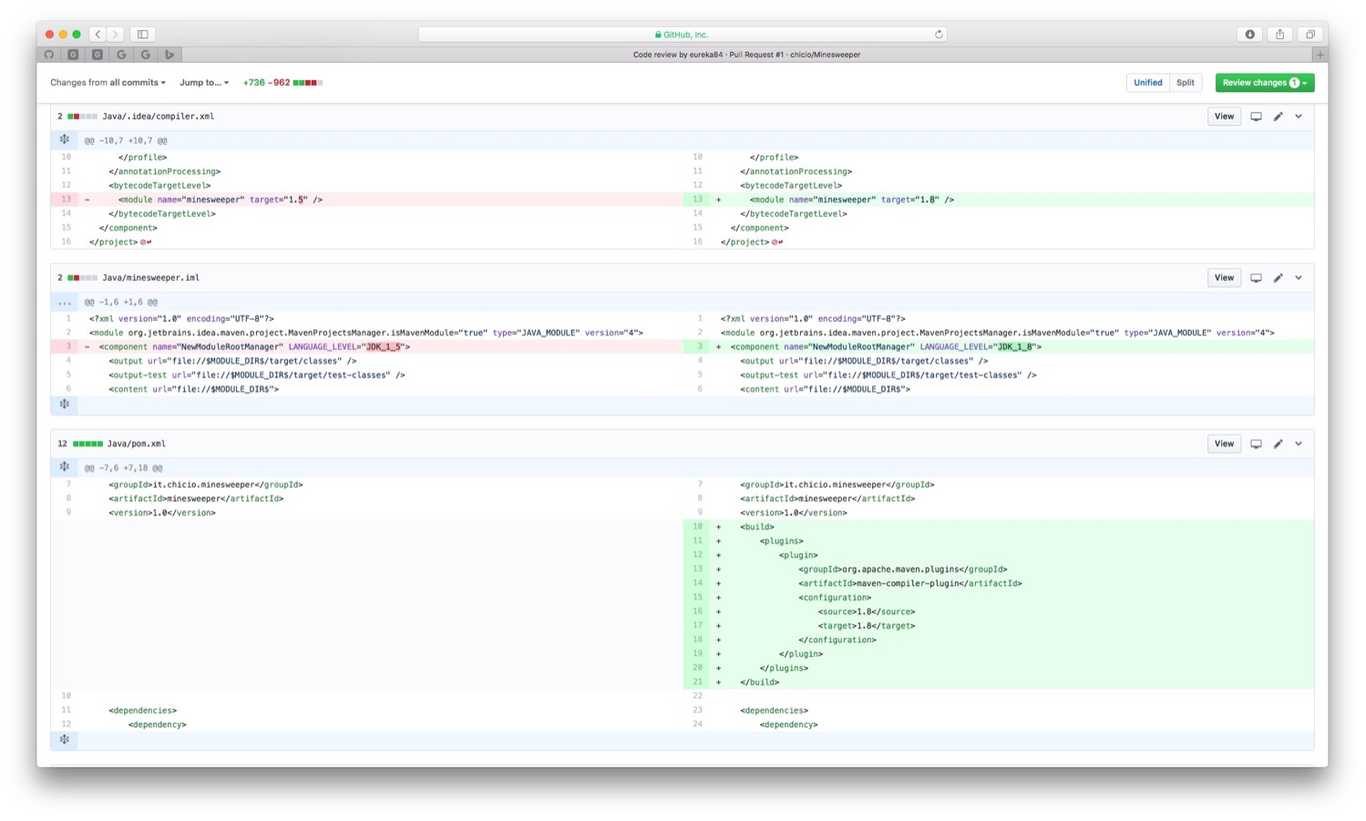 GitHub, Inc.
Code review by eureka84 · Pull Request #1 · chicio/Minesweeper
Changes from all commits Jump to... +736 −962 Unified Split Review changes 1
2 Java/.idea/compiler.xml View
@@ -10,7 +10,7 @@
10 </profile> 10 </profile>
11 </annotationProcessing> 11 </annotationProcessing>
12 <bytecodeTargetLevel> 12 <bytecodeTargetLevel>
13 - <module name="minesweeper" target="1.5" /> 13 + <module name="minesweeper" target="1.8" />
14 </bytecodeTargetLevel> 14 </bytecodeTargetLevel>
15 </component> 15 </component>
16 </project> 16 </project>
2 Java/minesweeper.iml View
... @@ -1,6 +1,6 @@
1 <?xml version="1.0" encoding="UTF-8"?> 1 <?xml version="1.0" encoding="UTF-8"?>
2 <module org.jetbrains.idea.maven.project.MavenProjectsManager.isMavenModule="true" type="JAVA_MODULE" version="4"> 2 <module org.jetbrains.idea.maven.project.MavenProjectsManager.isMavenModule="true" type="JAVA_MODULE" version="4">
3 - <component name="NewModuleRootManager" LANGUAGE_LEVEL="JDK_1_5"> 3 + <component name="NewModuleRootManager" LANGUAGE_LEVEL="JDK_1_8">
4 <output url="file://$MODULE_DIR$/target/classes" /> 4 <output url="file://$MODULE_DIR$/target/classes" />
5 <output-test url="file://$MODULE_DIR$/target/test-classes" /> 5 <output-test url="file://$MODULE_DIR$/target/test-classes" />
6 <content url="file://$MODULE_DIR$"> 6 <content url="file://$MODULE_DIR$">
12 Java/pom.xml View
@@ -7,6 +7,18 @@
7 <groupId>it.chicio.minesweeper</groupId> 7 <groupId>it.chicio.minesweeper</groupId>
8 <artifactId>minesweeper</artifactId> 8 <artifactId>minesweeper</artifactId>
9 <version>1.0</version> 9 <version>1.0</version>
10 + <build>
11 + <plugins>
12 + <plugin>
13 + <groupId>org.apache.maven.plugins</groupId>
14 + <artifactId>maven-compiler-plugin</artifactId>
15 + <configuration>
16 + <source>1.8</source>
17 + <target>1.8</target>
18 + </configuration>
19 + </plugin>
20 + </plugins>
21 + </build>
10 22
11 <dependencies> 23 <dependencies>
12 <dependency> 24 <dependency>